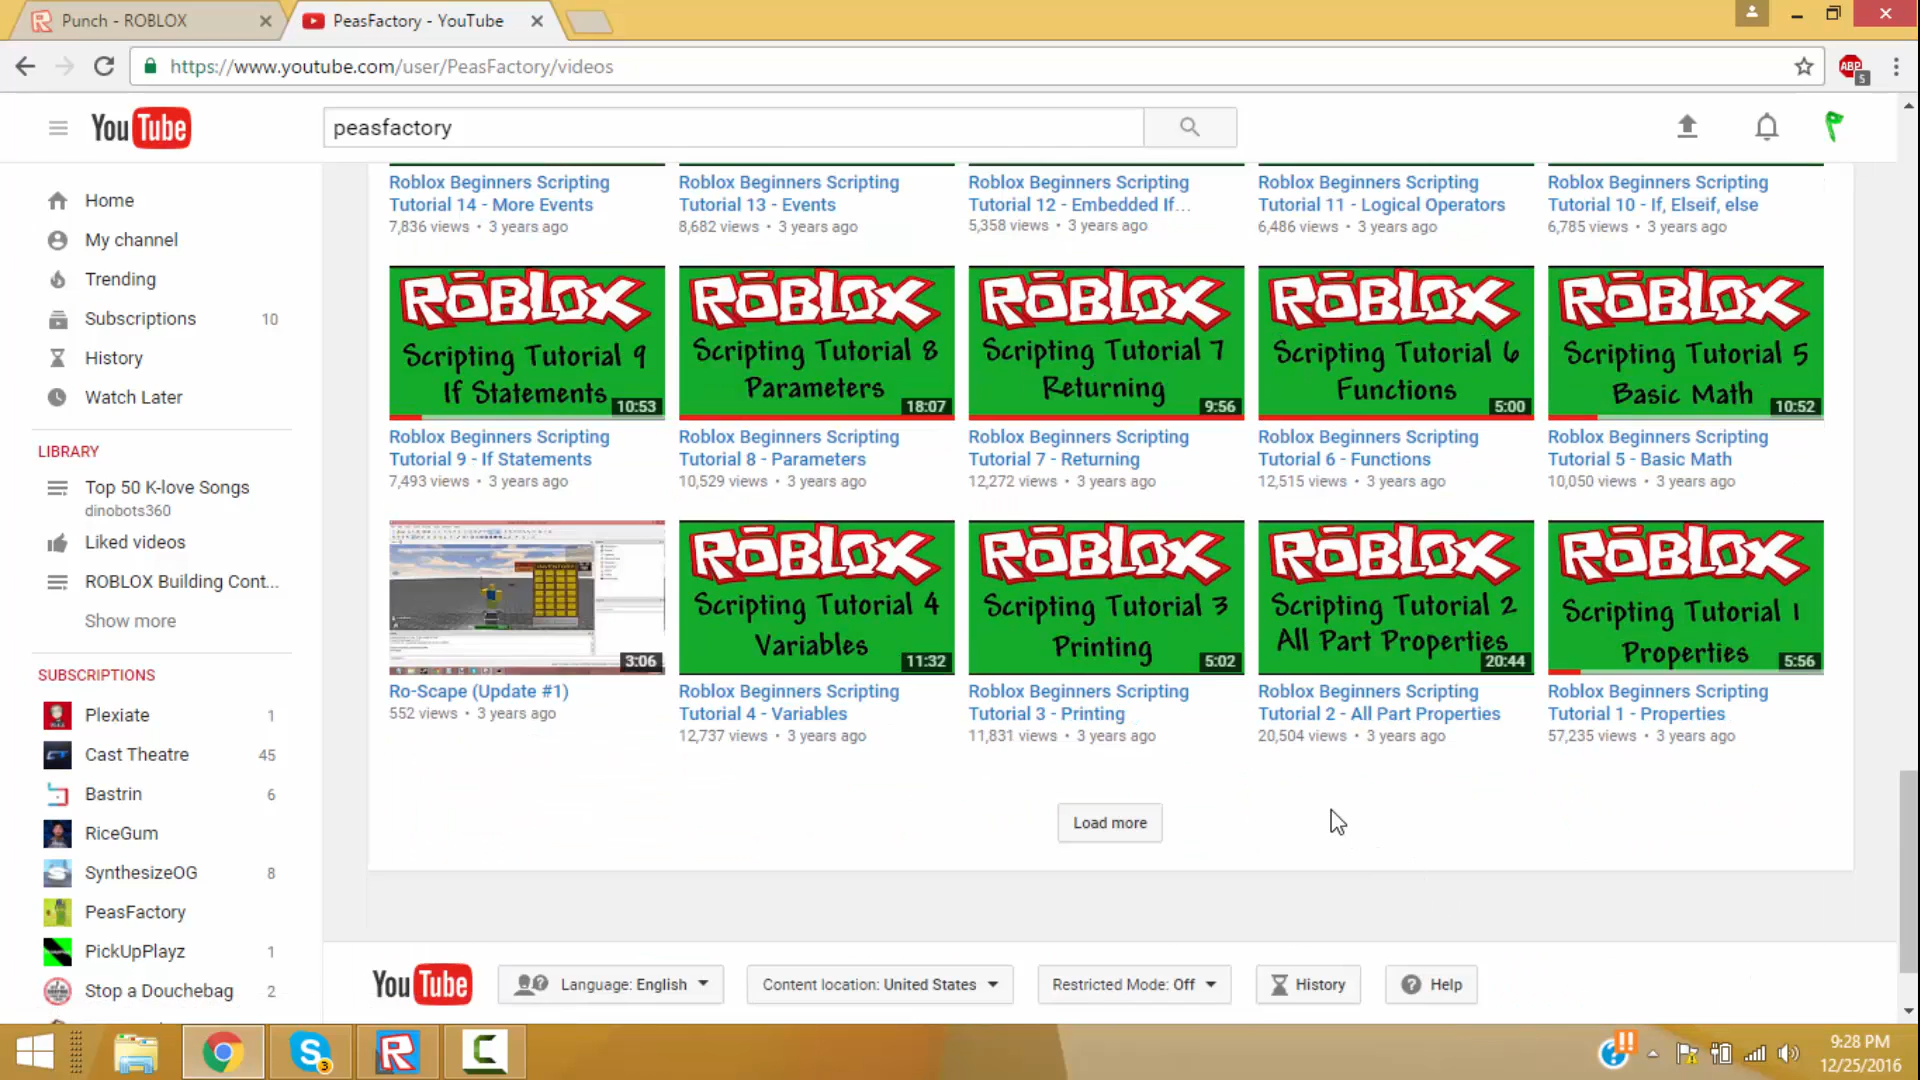 Punch - ROBLOX
PeasFactory - YouTube
https://www.youtube.com/user/PeasFactory/videos
ABP
5
YouTube
peasfactory
Home
My channel
Trending
Subscriptions 10
History
Watch Later
LIBRARY
Top 50 K-love Songs
dinobots360
Liked videos
ROBLOX Building Cont...
Show more
SUBSCRIPTIONS
Plexiate 1
Cast Theatre 45
Bastrin 6
RiceGum
SynthesizeOG 8
PeasFactory
PickUpPlayz 1
Stop a Douchebag 2
Roblox Beginners Scripting
Tutorial 14 - More Events
7,836 views • 3 years ago
Roblox Beginners Scripting
Tutorial 13 - Events
8,682 views • 3 years ago
Roblox Beginners Scripting
Tutorial 12 - Embedded If...
5,358 views • 3 years ago
Roblox Beginners Scripting
Tutorial 11 - Logical Operators
6,486 views • 3 years ago
Roblox Beginners Scripting
Tutorial 10 - If, Elseif, else
6,785 views • 3 years ago
ROBLOX
Scripting Tutorial 9
If Statements
10:53
Roblox Beginners Scripting
Tutorial 9 - If Statements
7,493 views • 3 years ago
ROBLOX
Scripting Tutorial 8
Parameters
18:07
Roblox Beginners Scripting
Tutorial 8 - Parameters
10,529 views • 3 years ago
ROBLOX
Scripting Tutorial 7
Returning
9:56
Roblox Beginners Scripting
Tutorial 7 - Returning
12,272 views • 3 years ago
ROBLOX
Scripting Tutorial 6
Functions
5:00
Roblox Beginners Scripting
Tutorial 6 - Functions
12,515 views • 3 years ago
ROBLOX
Scripting Tutorial 5
Basic Math
10:52
Roblox Beginners Scripting
Tutorial 5 - Basic Math
10,050 views • 3 years ago
3:06
Ro-Scape (Update #1)
552 views • 3 years ago
ROBLOX
Scripting Tutorial 4
Variables
11:32
Roblox Beginners Scripting
Tutorial 4 - Variables
12,737 views • 3 years ago
ROBLOX
Scripting Tutorial 3
Printing
5:02
Roblox Beginners Scripting
Tutorial 3 - Printing
11,831 views • 3 years ago
ROBLOX
Scripting Tutorial 2
All Part Properties
20:44
Roblox Beginners Scripting
Tutorial 2 - All Part Properties
20,504 views • 3 years ago
ROBLOX
Scripting Tutorial 1
Properties
5:56
Roblox Beginners Scripting
Tutorial 1 - Properties
57,235 views • 3 years ago
Load more
YouTube
Language: English
Content location: United States
Restricted Mode: Off
History
Help
3
9:28 PM
12/25/2016